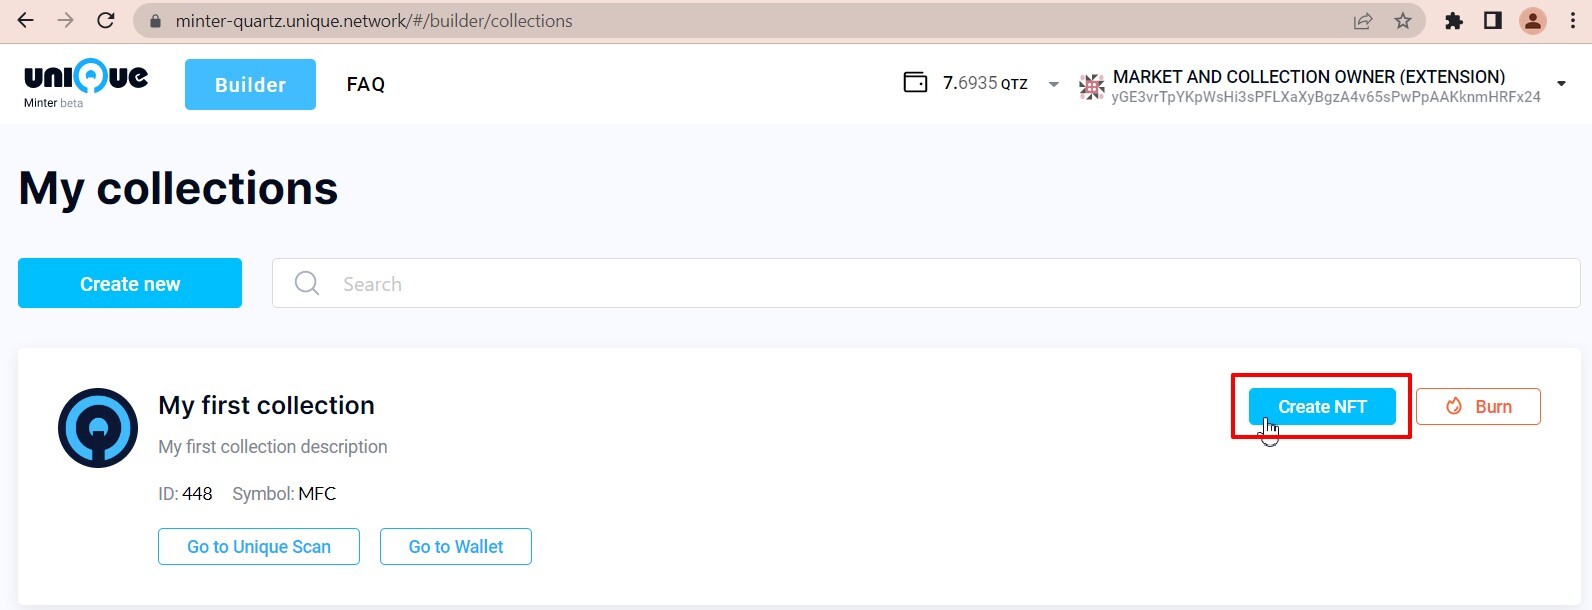 minter-quartz.unique.network/#/builder/collections
unique
Minter beta
Builder
FAQ
7.6935 QTZ
MARKET AND COLLECTION OWNER (EXTENSION)
yGE3vrTpYKpWsHi3sPFLXaXyBgzA4v65sPwPpAAKknmHRFx24
My collections
Create new
Search
My first collection
Create NFT
Burn
My first collection description
ID: 448 Symbol: MFC
Go to Unique Scan
Go to Wallet